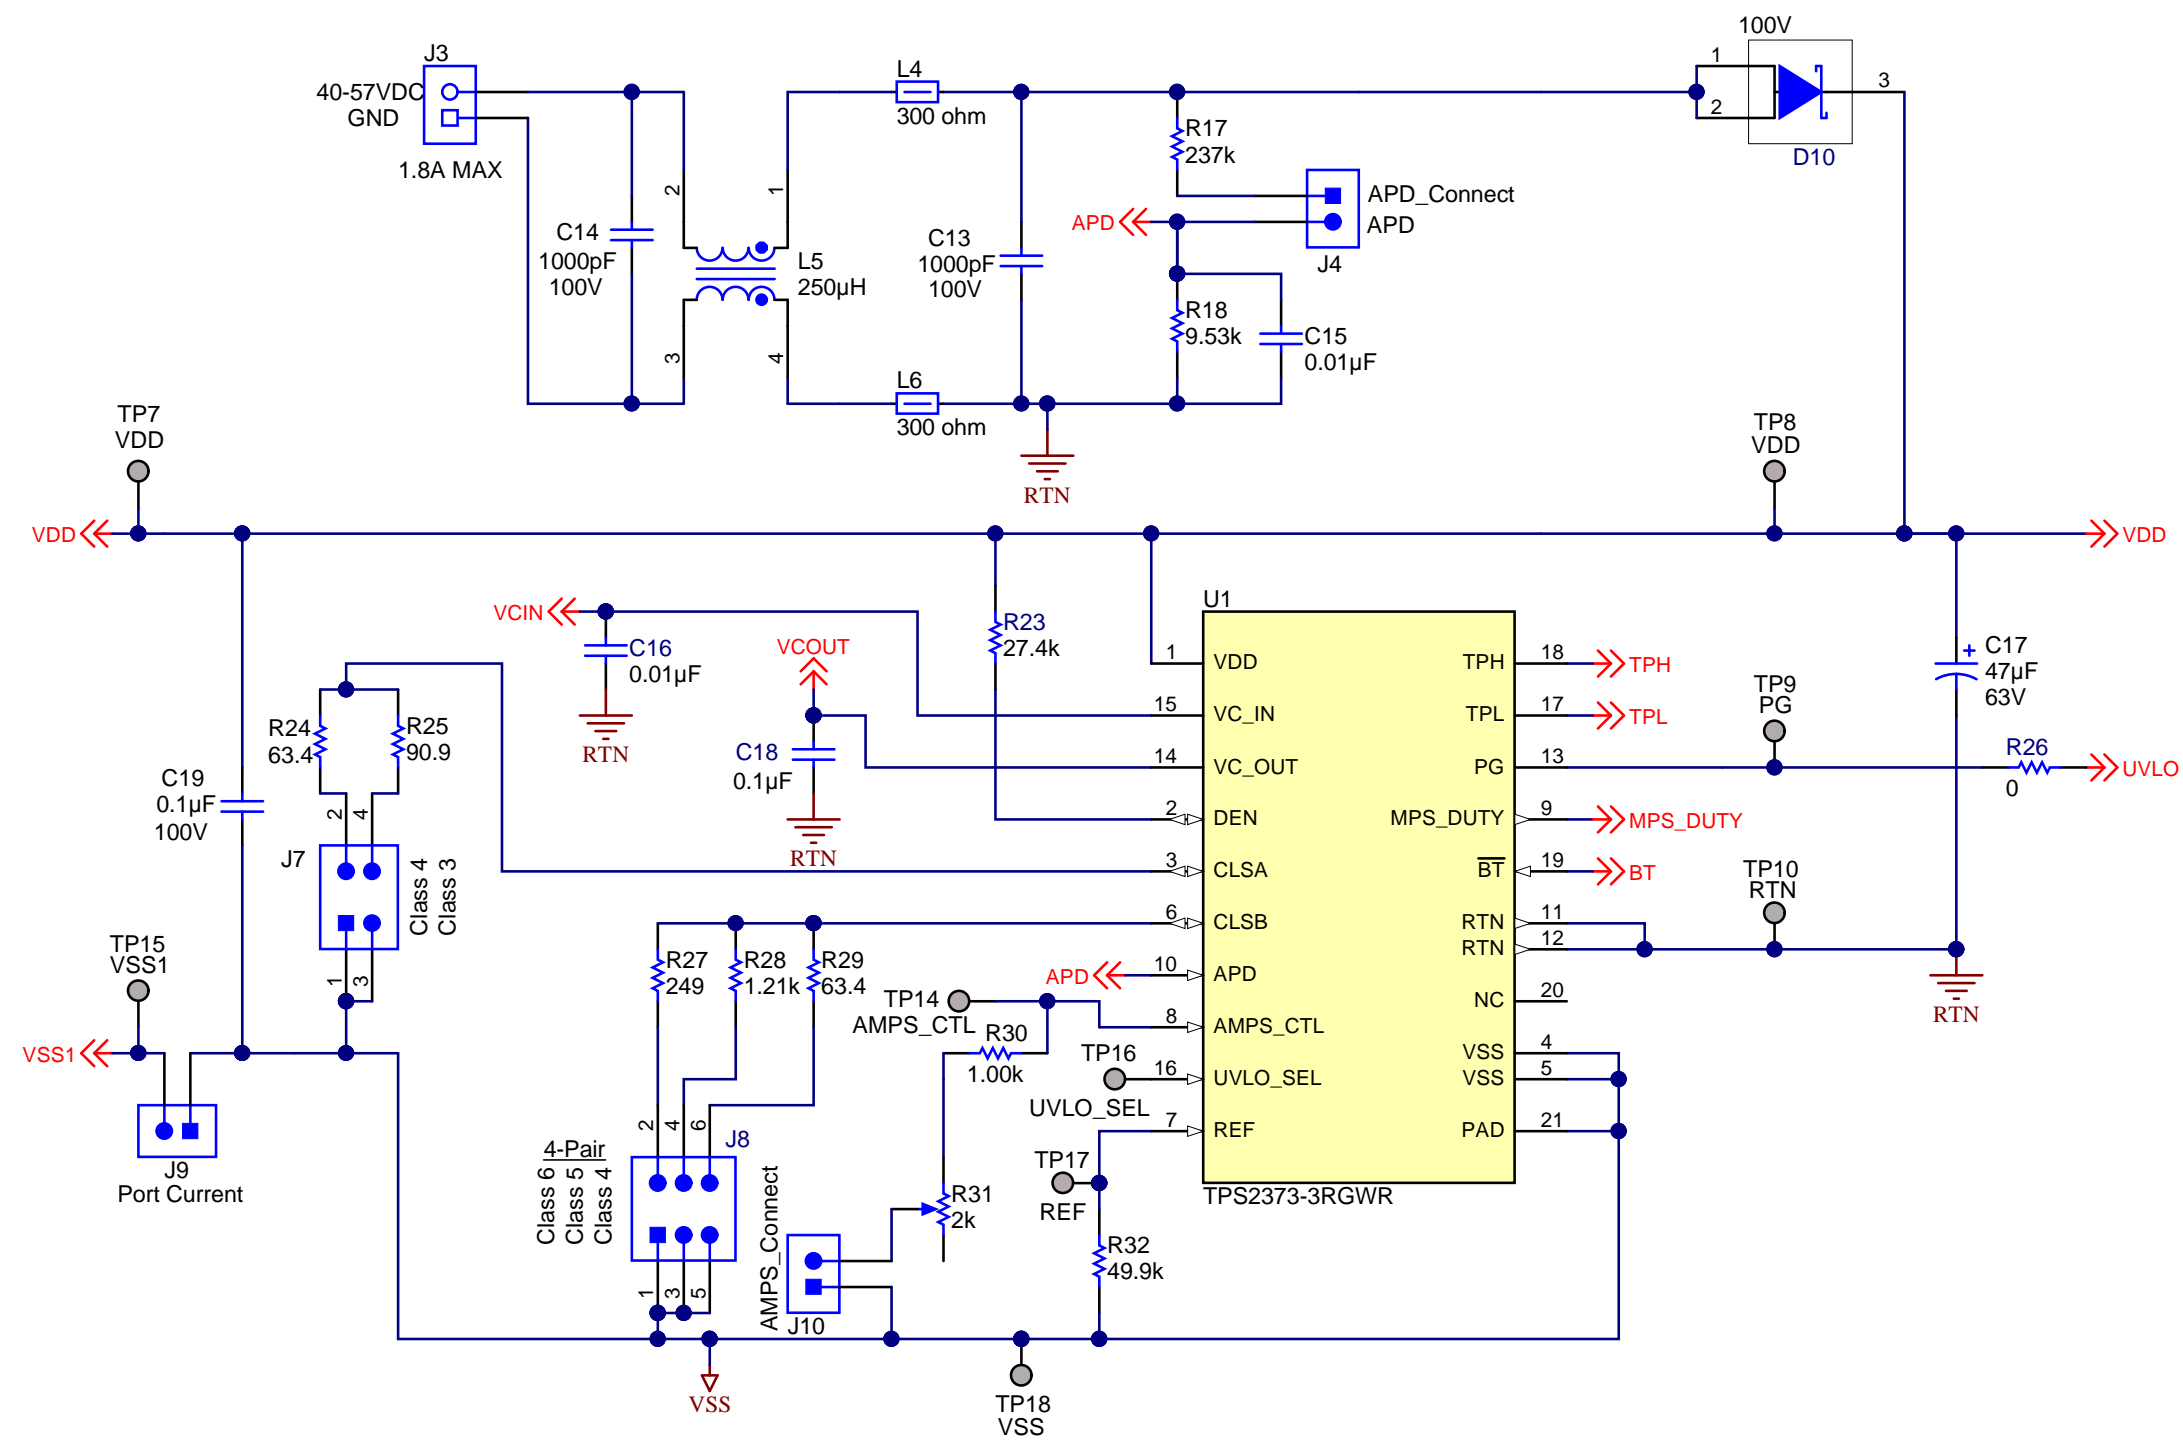 100V
J3
40-57VDC
GND
1.8A MAX
L4
300 ohm
1
2
3
D10
R17
237k
APD_Connect
APD
APD
J4
2
1
C14
1000pF
100V
L5
250µH
C13
1000pF
100V
R18
9.53k
C15
0.01µF
3
4
L6
300 ohm
RTN
TP7
VDD
TP8
VDD
VDD
VDD
VCIN
C16
0.01µF
RTN
VCOUT
C18
0.1µF
RTN
R23
27.4k
R24
63.4
R25
90.9
2
4
J7
Class 4
Class 3
1
3
C19
0.1µF
100V
TP15
VSS1
VSS1
J9
Port Current
U1
1
VDD
15
VC_IN
14
VC_OUT
2
DEN
3
CLSA
6
CLSB
10
APD
APD
8
AMPS_CTL
16
UVLO_SEL
7
REF
TPH
18
TPH
TPL
17
TPL
PG
13
MPS_DUTY
9
MPS_DUTY
BT
19
BT
RTN
11
RTN
12
NC
20
VSS
4
VSS
5
PAD
21
TPS2373-3RGWR
TP9
PG
R26
0
UVLO
C17
+
47µF
63V
TP10
RTN
RTN
R27
249
R28
1.21k
R29
63.4
TP14
AMPS_CTL
R30
1.00k
TP16
UVLO_SEL
2
4
6
J8
4-Pair
Class 6
Class 5
Class 4
1
3
5
AMPS_Connect
J10
R31
2k
TP17
REF
R32
49.9k
VSS
TP18
VSS